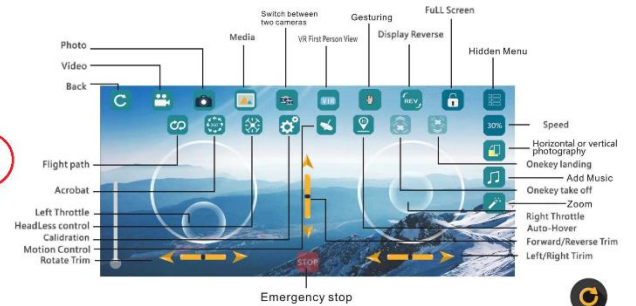 Switch between
two cameras
FuLL Screen
Gesturing
Photo
Media
VR First Person View
Display Reverse
Video
Hidden Menu
Back
VIR
REV
30%
Speed
Horizontal or vertical
photography
Flight path
Onekey landing
Add Music
Acrobat
Onekey take off
Zoom
Left Throttle
Right Throttle
HeadLess control
Auto-Hover
Calidration
Forward/Reverse Trim
Motion Control
Left/Right Tirim
Rotate Trim
STOP
Emergency stop